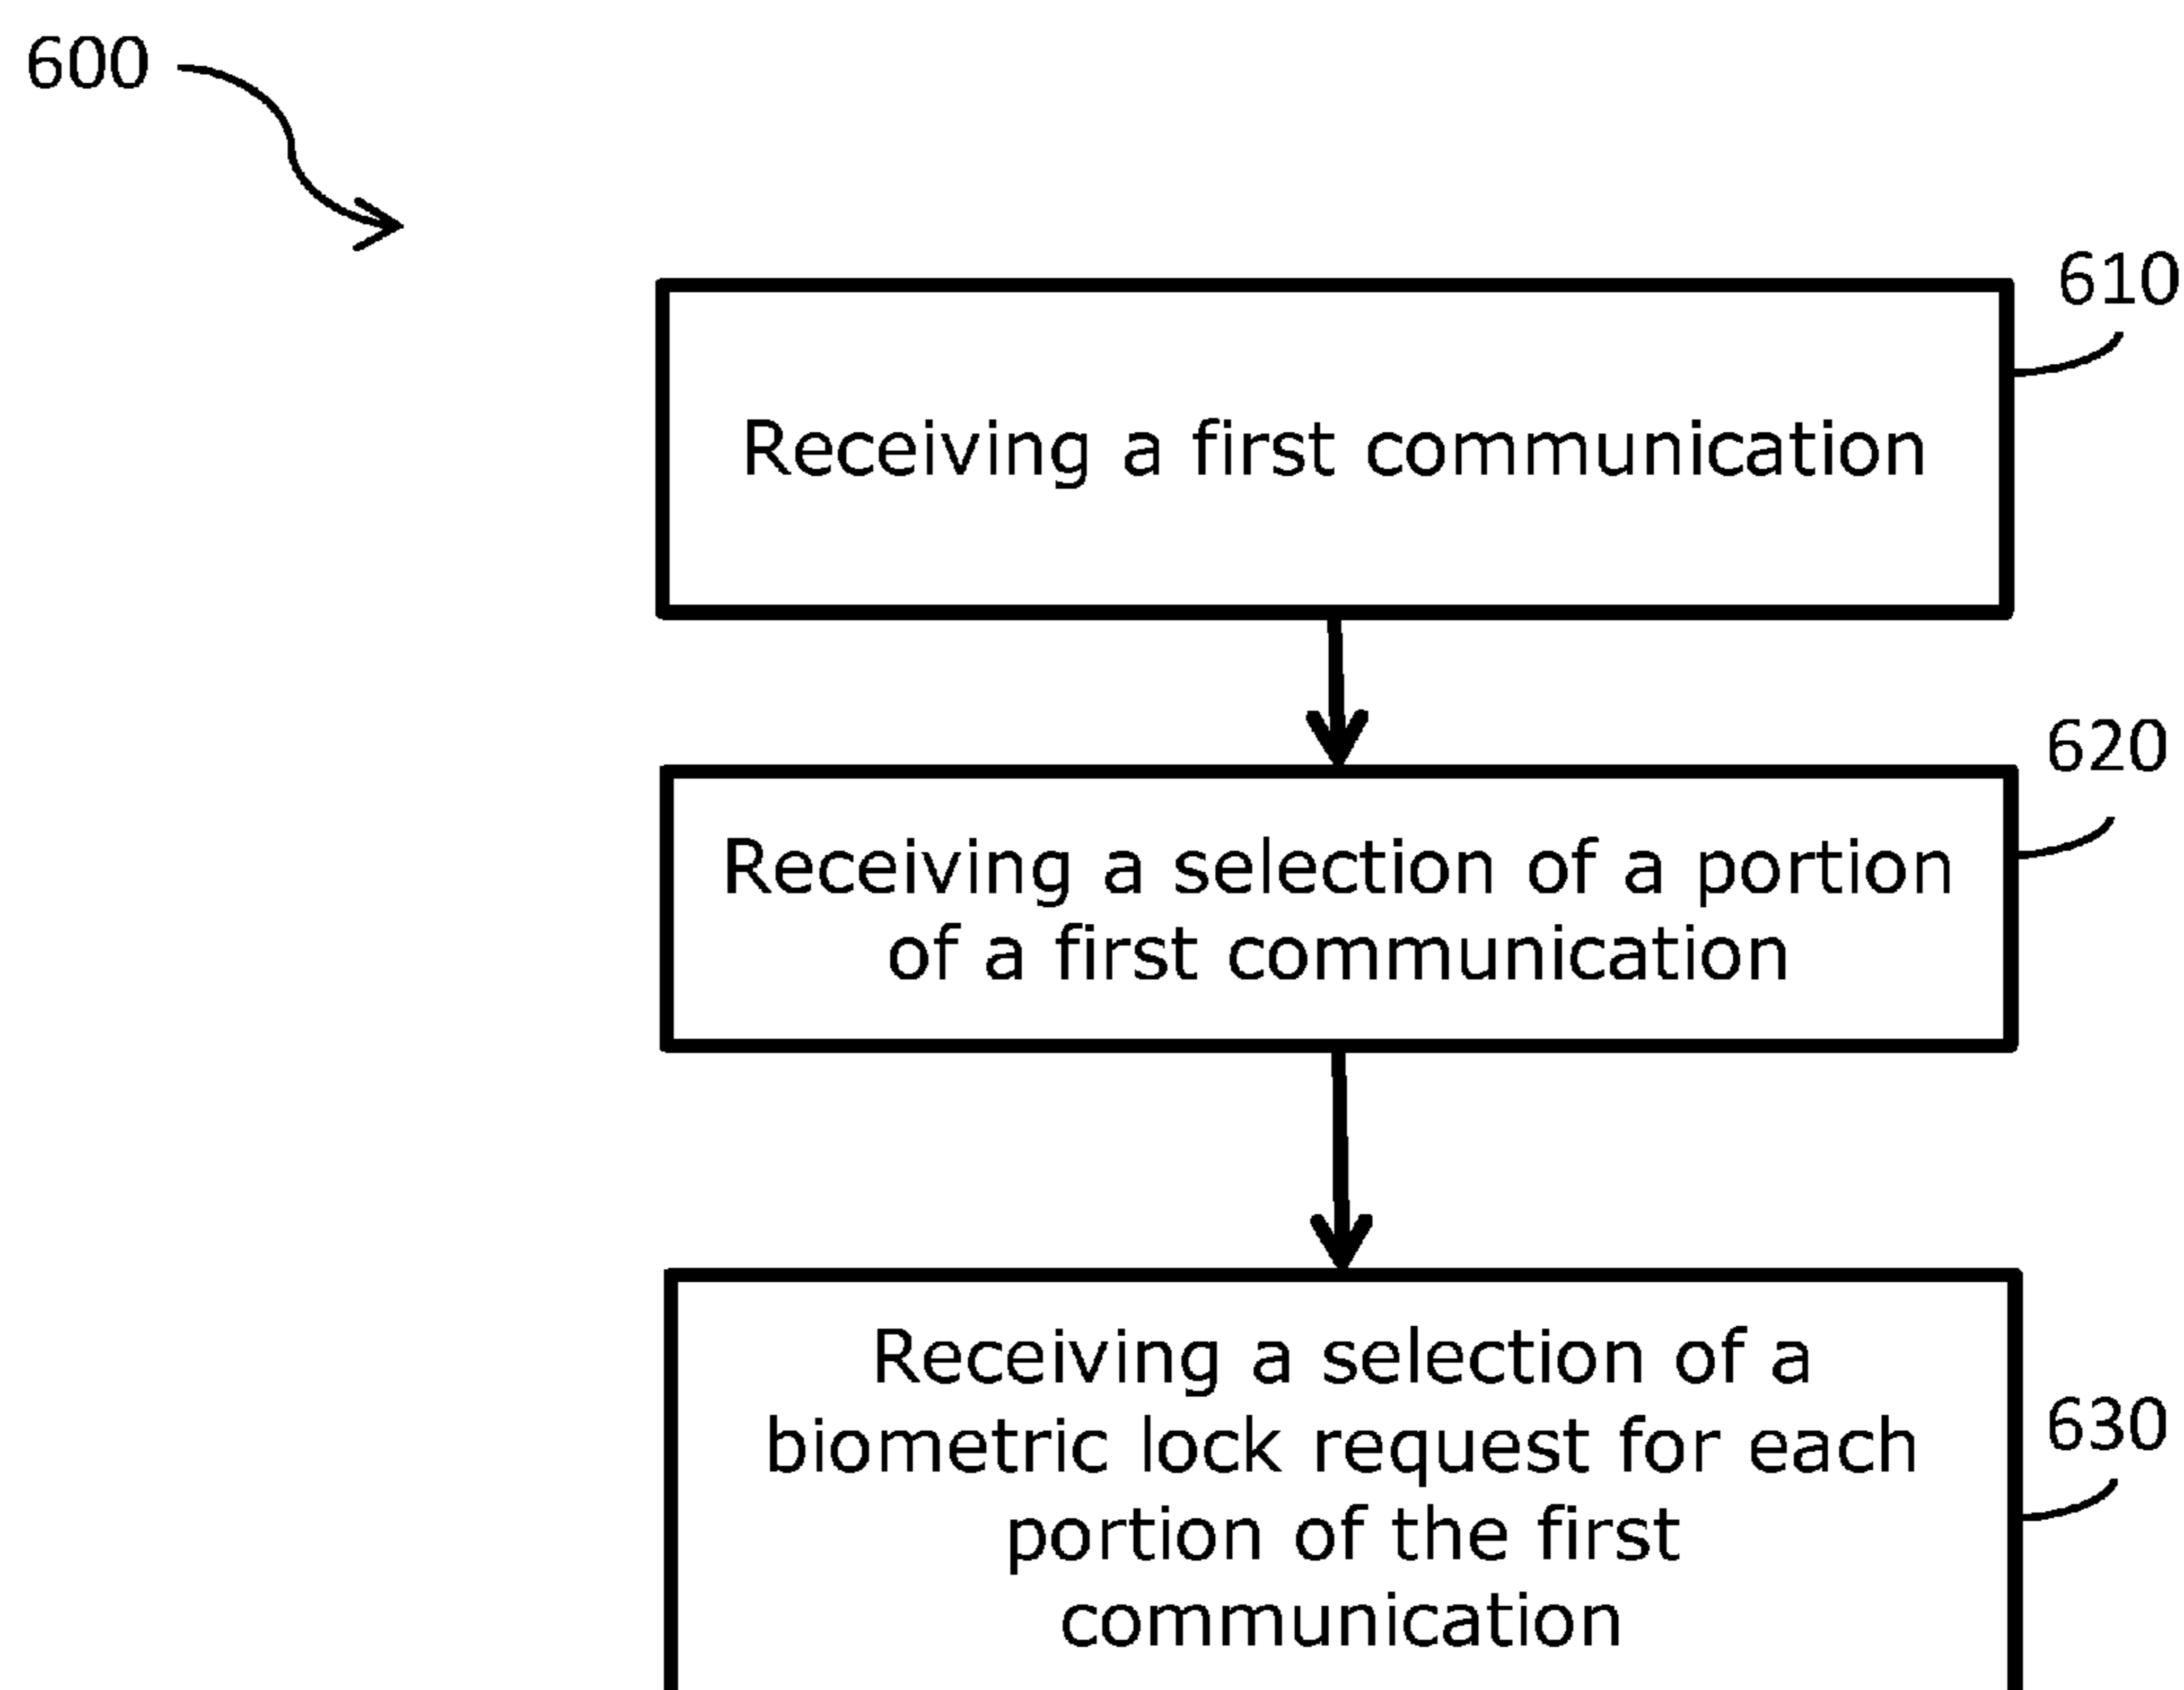 600
610
Receiving a first communication
620
Receiving a selection of a portion
of a first communication
Receiving a selection of a
biometric lock request for each
630
portion of the first
communication